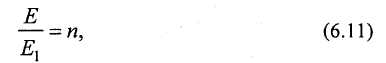 E/E₁ = n, (6.11)